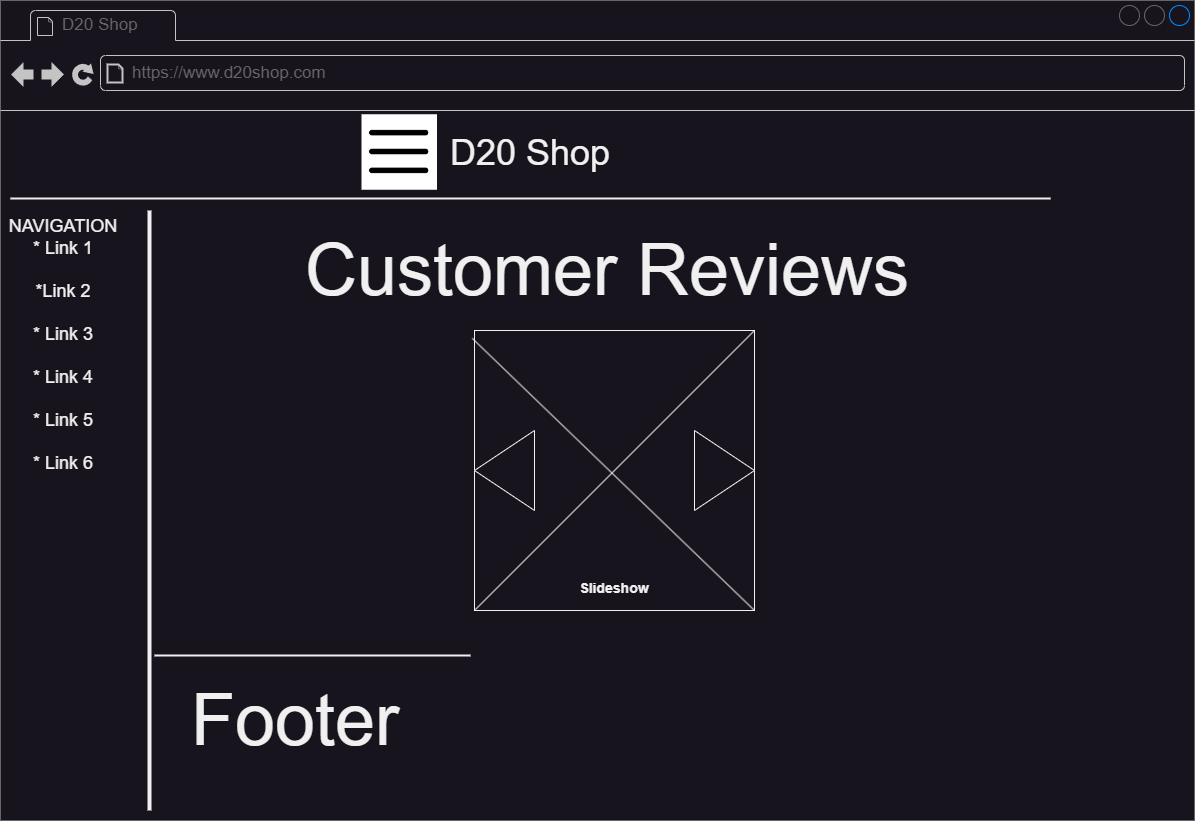 D20 Shop
https://www.d20shop.com
D20 Shop
NAVIGATION
* Link 1
*Link 2
* Link 3
* Link 4
* Link 5
* Link 6
Customer Reviews
Slideshow
Footer